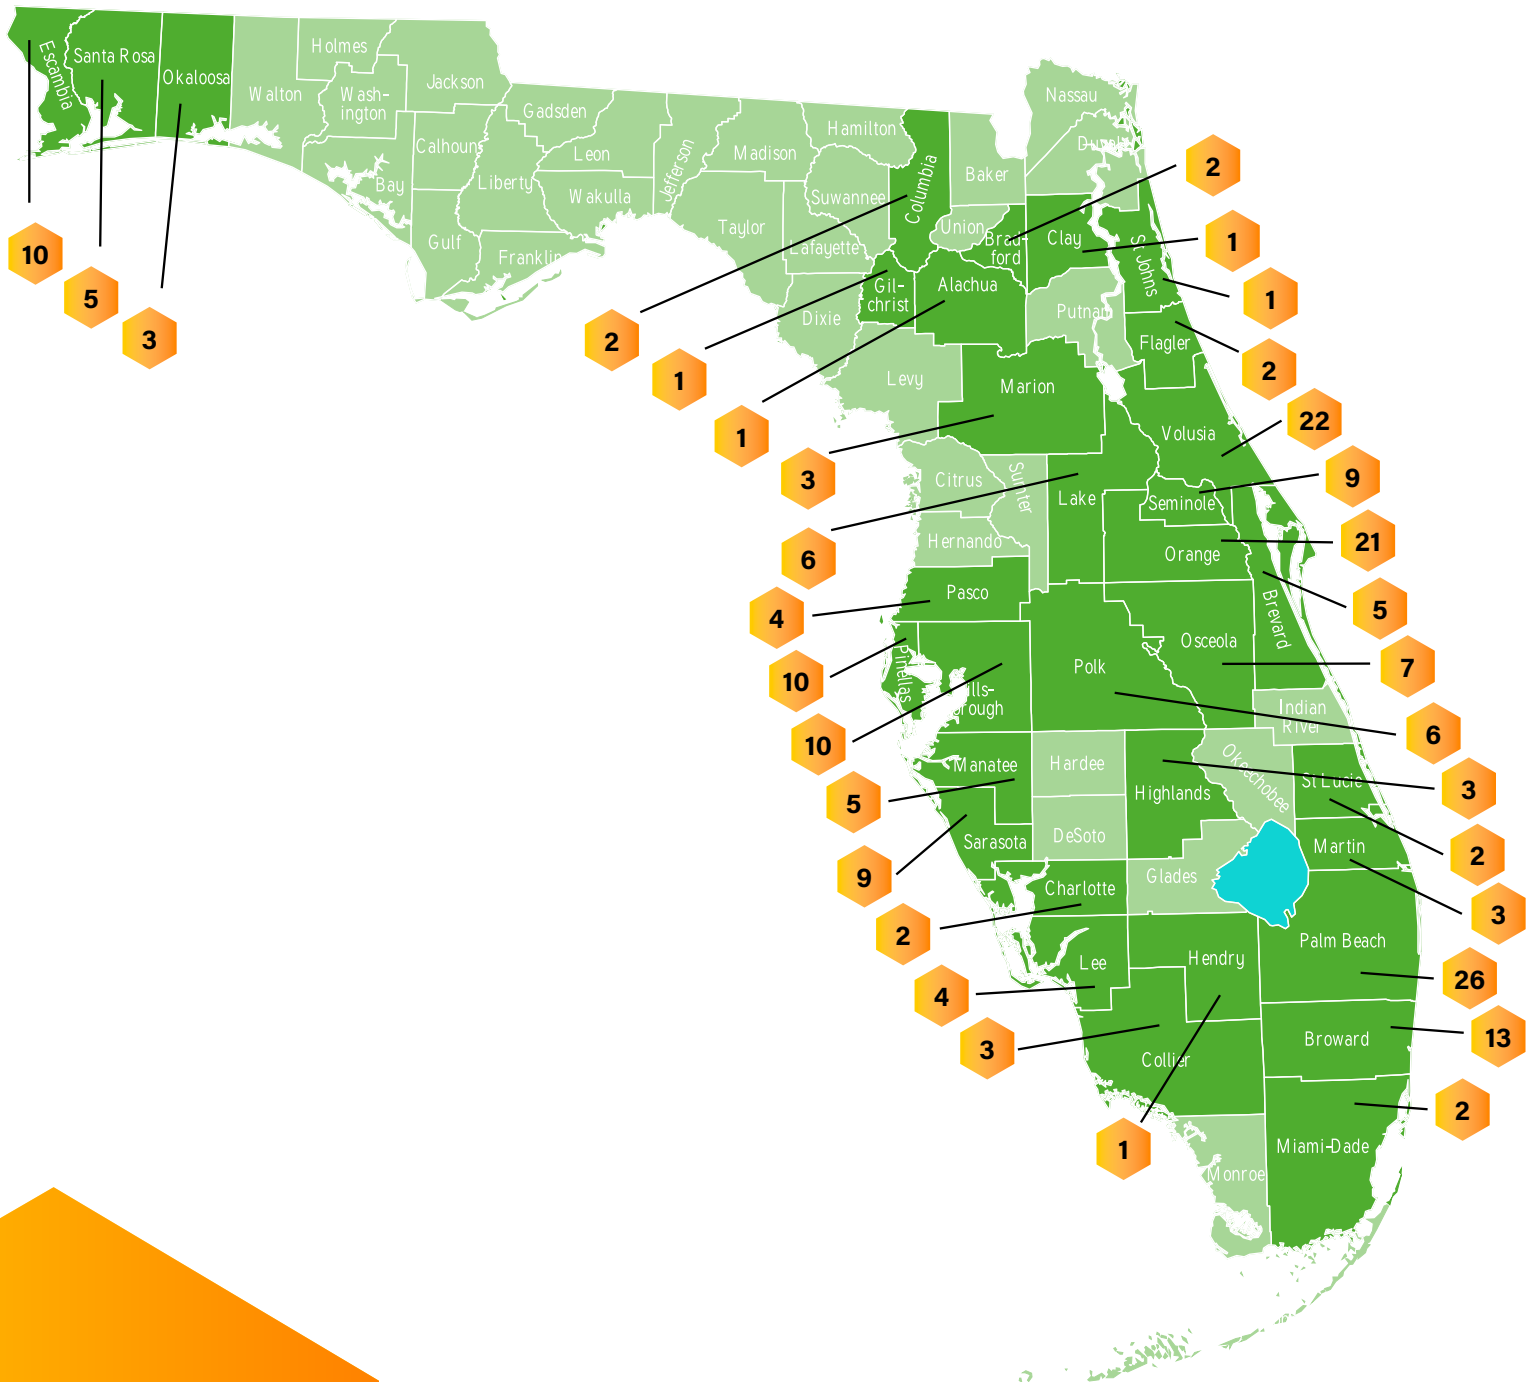 Escambia
Santa Rosa
Okaloosa
Walton
Holmes
Wash-
ington
Jackson
Bay
Calhoun
Gulf
Gadsden
Liberty
Franklin
Leon
Wakulla
Jefferson
Madison
Taylor
Hamilton
Suwannee
Lafayette
Dixie
Columbia
Baker
Union
Brad-
ford
Nassau
Duval
Clay
St Johns
Gil-
christ
Alachua
Putnam
Flagler
Levy
Marion
Volusia
Citrus
Sumter
Lake
Seminole
Hernando
Orange
Pasco
Brevard
Pinellas
Polk
Osceola
ills-
orough
Indian
River
Manatee
Hardee
Highlands
Okeechobee
St Lucie
Sarasota
DeSoto
Martin
Charlotte
Glades
Lee
Hendry
Palm Beach
Collier
Broward
Miami-Dade
Monroe
10
5
3
2
1
1
3
6
4
10
10
5
9
2
4
3
1
2
1
1
2
22
9
21
5
7
6
3
2
3
26
13
2